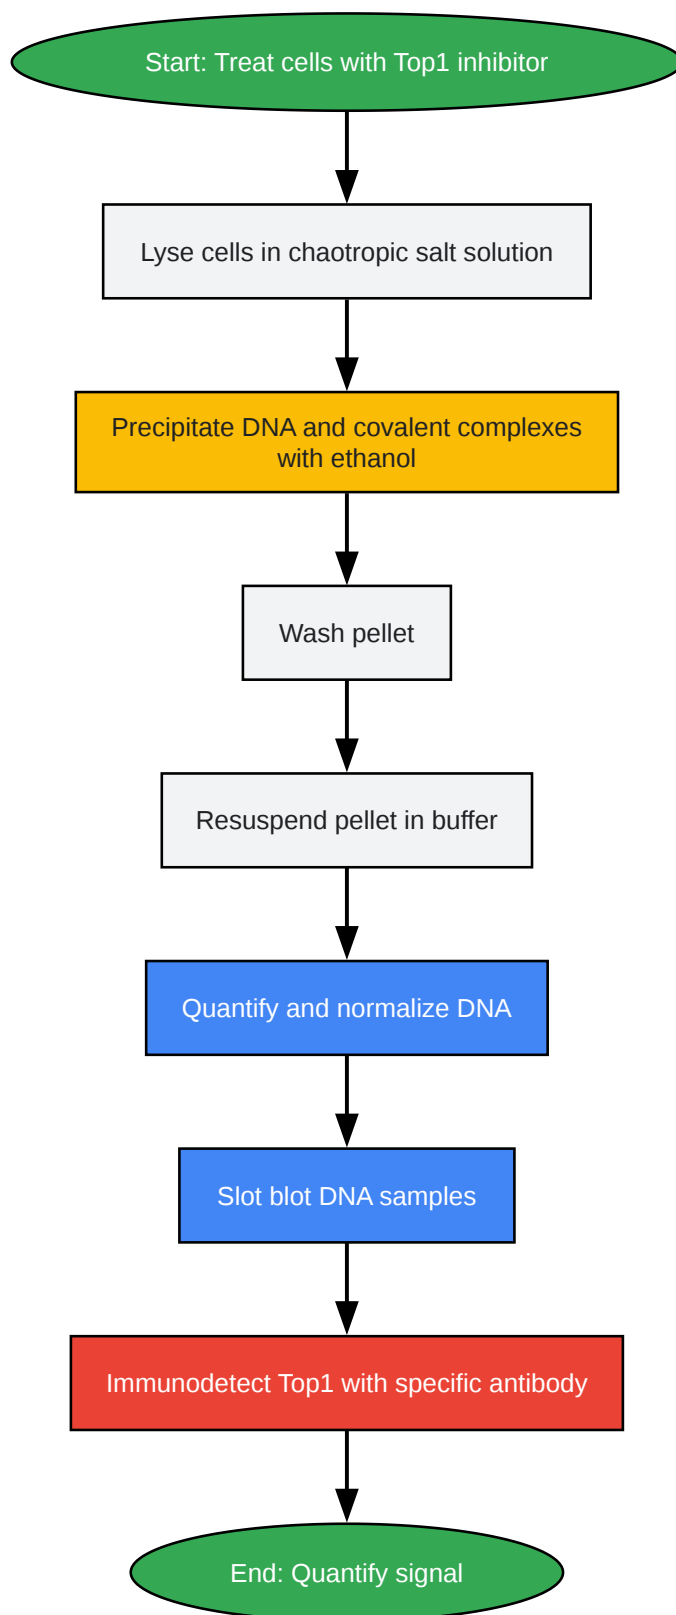 Start: Treat cells with Top1 inhibitor
Lyse cells in chaotropic salt solution
Precipitate DNA and covalent complexes
with ethanol
Wash pellet
Resuspend pellet in buffer
Quantify and normalize DNA
Slot blot DNA samples
Immunodetect Top1 with specific antibody
End: Quantify signal